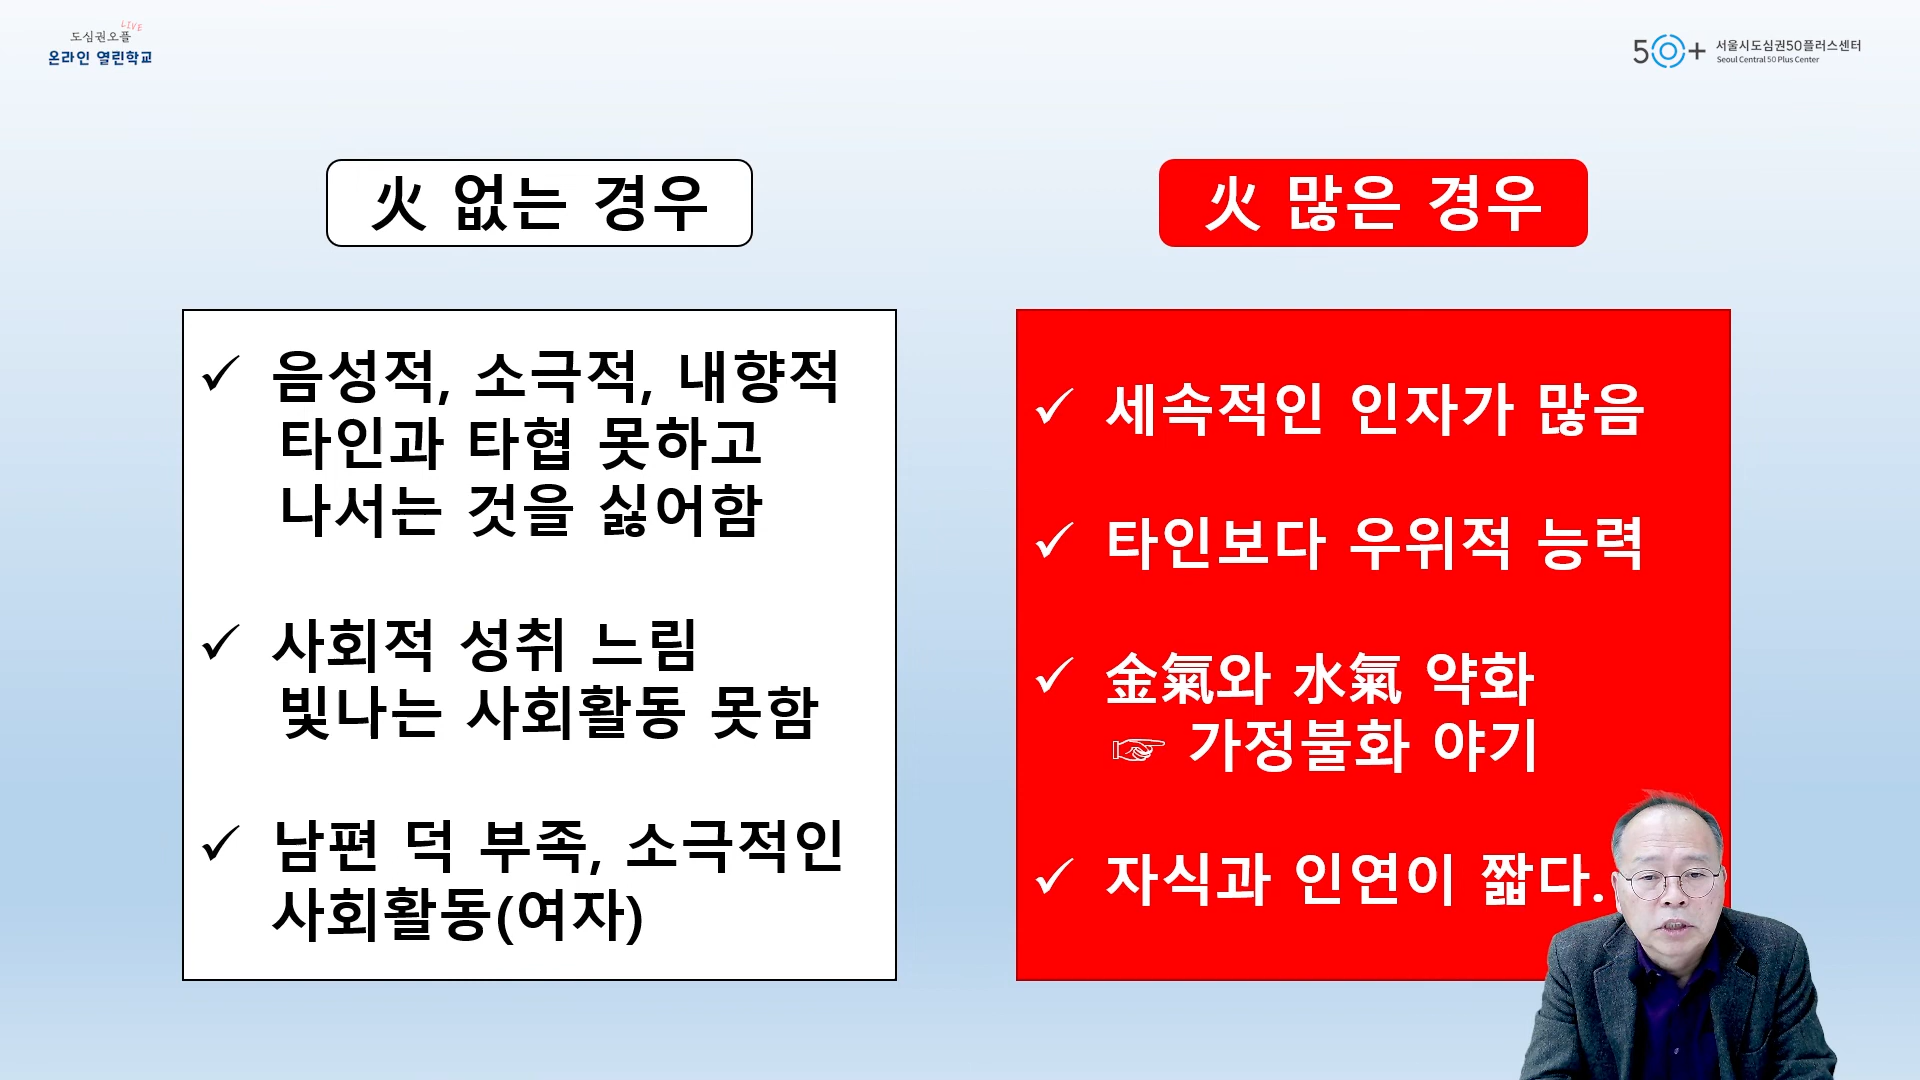 LIVE
도심권오플
온라인 열린학교
50+ 서울시도심권50플러스센터
Seoul Central 50 Plus Center
火 없는 경우
✓ 음성적, 소극적, 내향적
타인과 타협 못하고
나서는 것을 싫어함
✓ 사회적 성취 느림
빛나는 사회활동 못함
✓ 남편 덕 부족, 소극적인
사회활동(여자)
火 많은 경우
✓ 세속적인 인자가 많음
✓ 타인보다 우위적 능력
✓ 金氣와 水氣 약화
☞ 가정불화 야기
✓ 자식과 인연이 짧다.